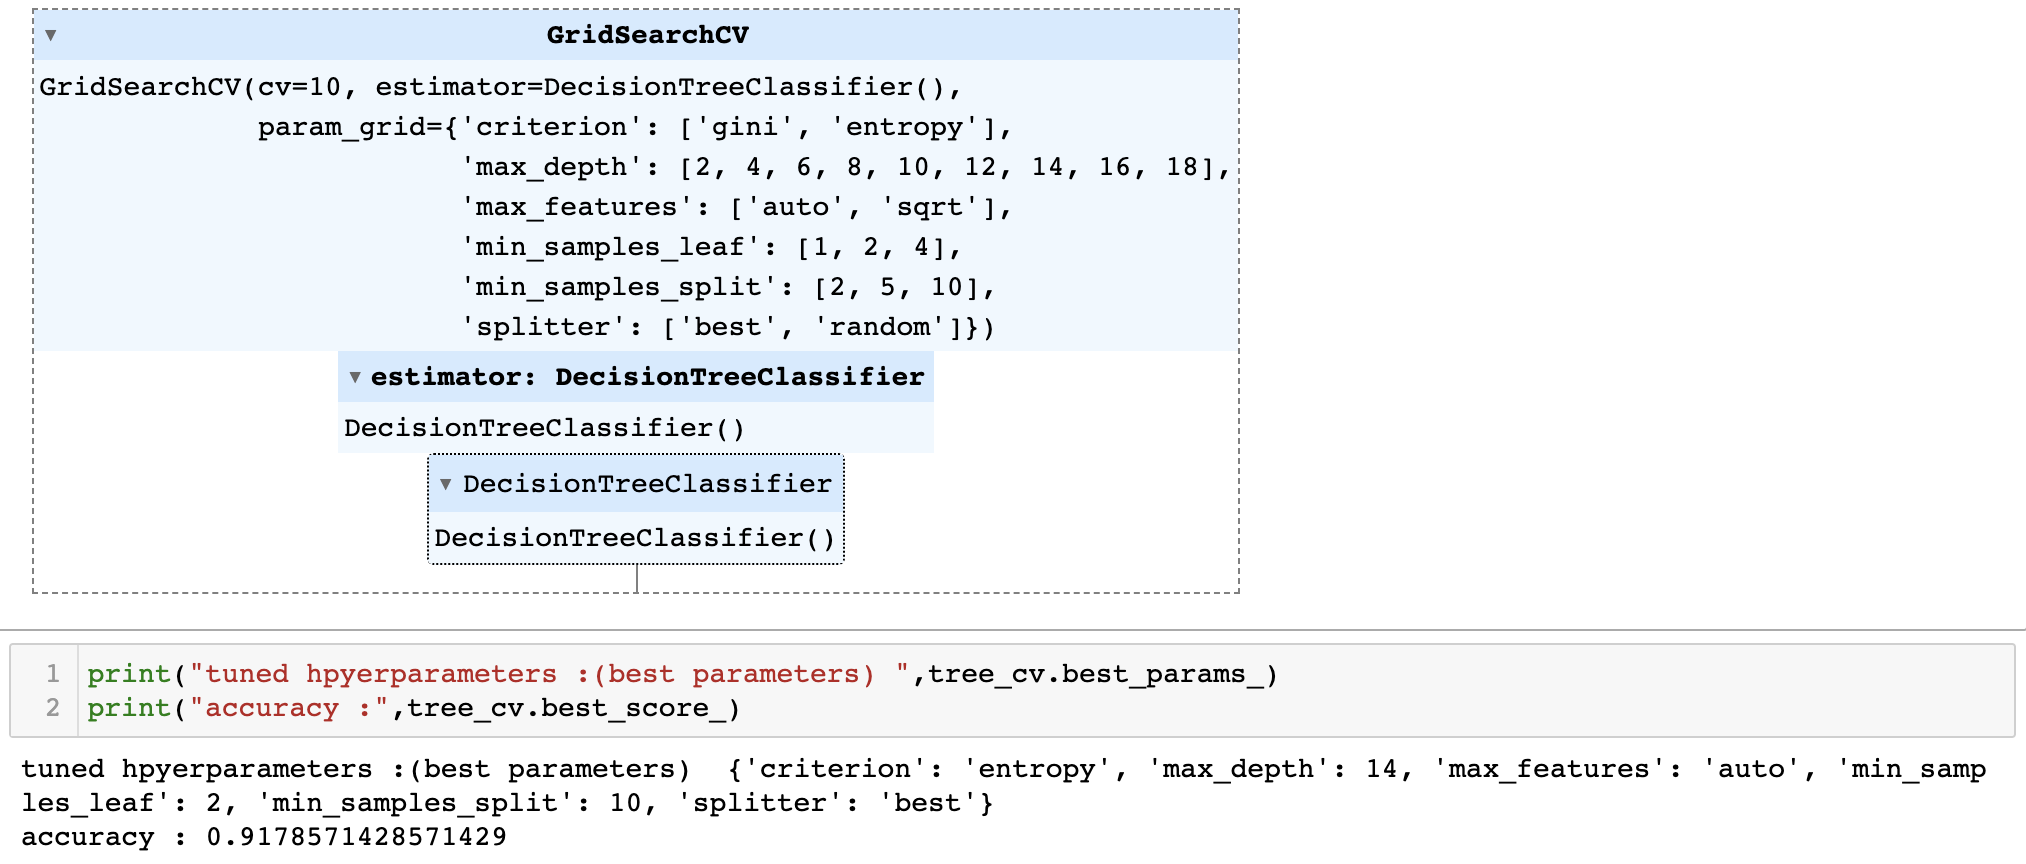 ▼ GridSearchCV
GridSearchCV(cv=10, estimator=DecisionTreeClassifier(),
param_grid={'criterion': ['gini', 'entropy'],
'max_depth': [2, 4, 6, 8, 10, 12, 14, 16, 18],
'max_features': ['auto', 'sqrt'],
'min_samples_leaf': [1, 2, 4],
'min_samples_split': [2, 5, 10],
'splitter': ['best', 'random']})
▼ estimator: DecisionTreeClassifier
DecisionTreeClassifier()
▼ DecisionTreeClassifier
DecisionTreeClassifier()
1 print("tuned hpyerparameters :(best parameters) ",tree_cv.best_params_)
2 print("accuracy :",tree_cv.best_score_)
tuned hpyerparameters :(best parameters)  {'criterion': 'entropy', 'max_depth': 14, 'max_features': 'auto', 'min_samp
les_leaf': 2, 'min_samples_split': 10, 'splitter': 'best'}
accuracy : 0.9178571428571429